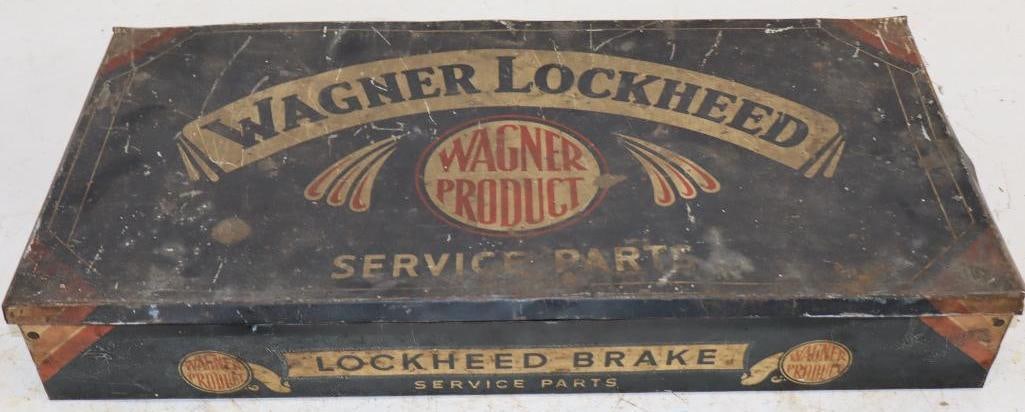 WAGNER LOCKHEED
WAGNER
PRODUCT
SERVICE PARTS
WAGNER
PRODUCT
LOCKHEED BRAKE
SERVICE PARTS
WAGNER
PRODUCT